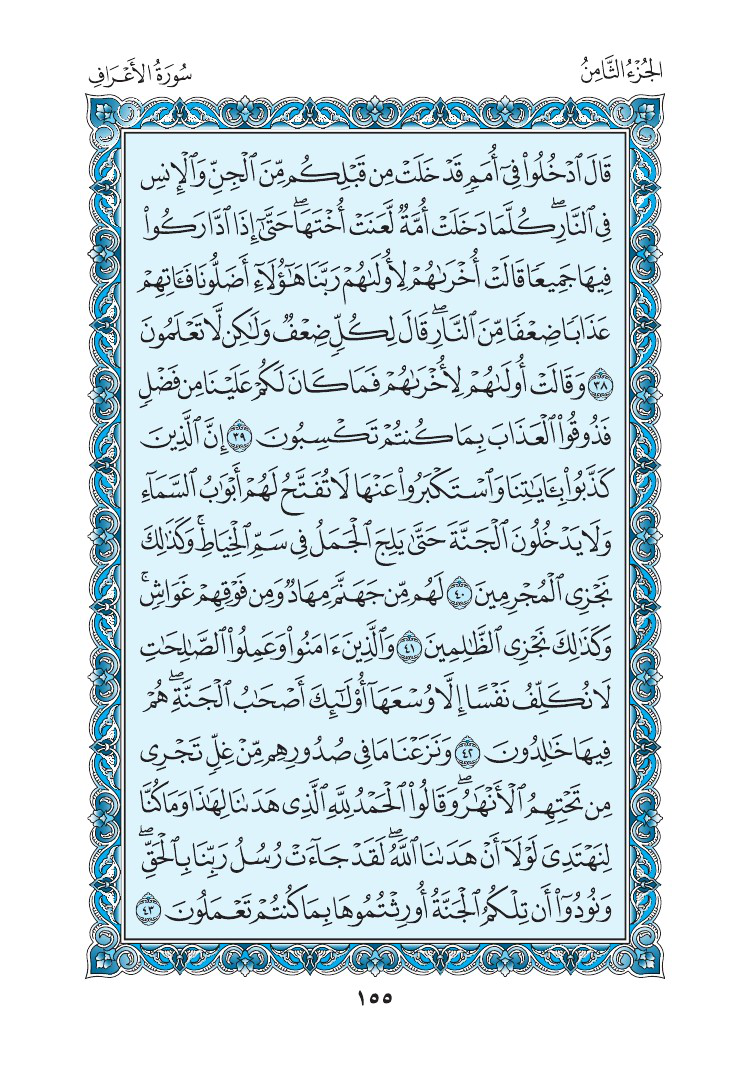 الجُزْءُ الثَّامِنُ
سُورَةُ الأَعْرَافِ
قَالَ ٱدْخُلُوا۟ فِىٓ أُمَمٍ قَدْ خَلَتْ مِن قَبْلِكُم مِّنَ ٱلْجِنِّ وَٱلْإِنسِ
فِى ٱلنَّارِ ۖ كُلَّمَا دَخَلَتْ أُمَّةٌ لَّعَنَتْ أُخْتَهَا ۖ حَتَّىٰٓ إِذَا ٱدَّارَكُوا۟
فِيهَا جَمِيعًا قَالَتْ أُخْرَىٰهُمْ لِأُولَىٰهُمْ رَبَّنَا هَٰٓؤُلَآءِ أَضَلُّونَا فَـَٔاتِهِمْ
عَذَابًا ضِعْفًا مِّنَ ٱلنَّارِ ۖ قَالَ لِكُلٍّ ضِعْفٌ وَلَٰكِن لَّا تَعْلَمُونَ
٣٨ وَقَالَتْ أُولَىٰهُمْ لِأُخْرَىٰهُمْ فَمَا كَانَ لَكُمْ عَلَيْنَا مِن فَضْلٍ
فَذُوقُوا۟ ٱلْعَذَابَ بِمَا كُنتُمْ تَكْسِبُونَ ٣٩ إِنَّ ٱلَّذِينَ
كَذَّبُوا۟ بِـَٔايَٰتِنَا وَٱسْتَكْبَرُوا۟ عَنْهَا لَا تُفَتَّحُ لَهُمْ أَبْوَٰبُ ٱلسَّمَآءِ
وَلَا يَدْخُلُونَ ٱلْجَنَّةَ حَتَّىٰ يَلِجَ ٱلْجَمَلُ فِى سَمِّ ٱلْخِيَاطِ ۚ وَكَذَٰلِكَ
نَجْزِى ٱلْمُجْرِمِينَ ٤٠ لَهُم مِّن جَهَنَّمَ مِهَادٌ وَمِن فَوْقِهِمْ غَوَاشٍ ۚ
وَكَذَٰلِكَ نَجْزِى ٱلظَّٰلِمِينَ ٤١ وَٱلَّذِينَ ءَامَنُوا۟ وَعَمِلُوا۟ ٱلصَّٰلِحَٰتِ
لَا نُكَلِّفُ نَفْسًا إِلَّا وُسْعَهَآ أُو۟لَٰٓئِكَ أَصْحَٰبُ ٱلْجَنَّةِ ۖ هُمْ
فِيهَا خَٰلِدُونَ ٤٢ وَنَزَعْنَا مَا فِى صُدُورِهِم مِّنْ غِلٍّ تَجْرِى
مِن تَحْتِهِمُ ٱلْأَنْهَٰرُ ۖ وَقَالُوا۟ ٱلْحَمْدُ لِلَّهِ ٱلَّذِى هَدَىٰنَا لِهَٰذَا وَمَا كُنَّا
لِنَهْتَدِىَ لَوْلَآ أَنْ هَدَىٰنَا ٱللَّهُ ۖ لَقَدْ جَآءَتْ رُسُلُ رَبِّنَا بِٱلْحَقِّ ۖ
وَنُودُوٓا۟ أَن تِلْكُمُ ٱلْجَنَّةُ أُورِثْتُمُوهَا بِمَا كُنتُمْ تَعْمَلُونَ ٤٣
١٥٥